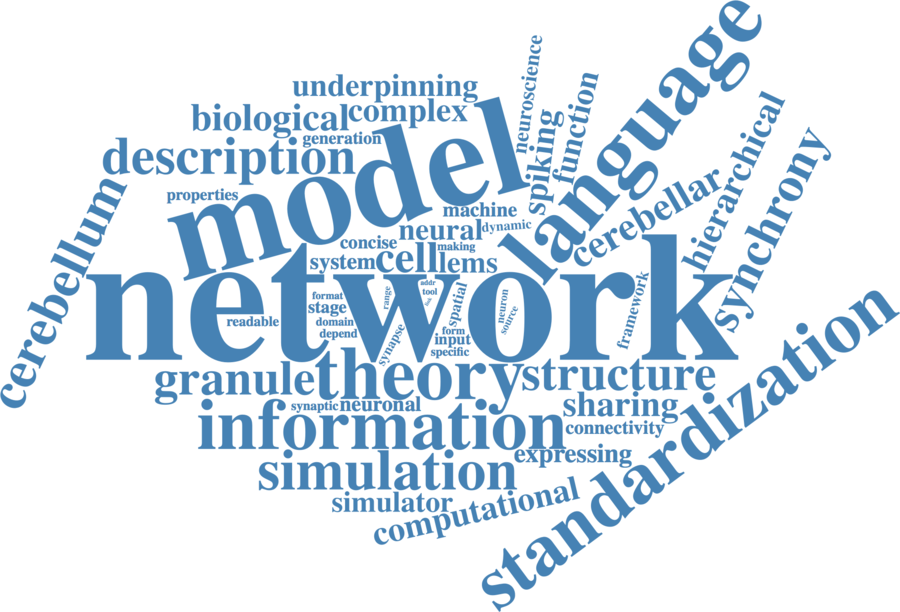 language
neuroscience
underpinning
function
complex
biological
hierarchical
model
spiking
generation
synchrony
description
cerebellum
properties
cerebellar
machine
neural
dynamic
concise
making
system
cell
lems
network
addr
tool
range
format
spatial
neuron
framework
stage
source
readable
domain
synapse
form
depend
input
specific
standardization
granule
theory
structure
synaptic
neuronal
sharing
information
connectivity
expressing
simulation
simulator
computational